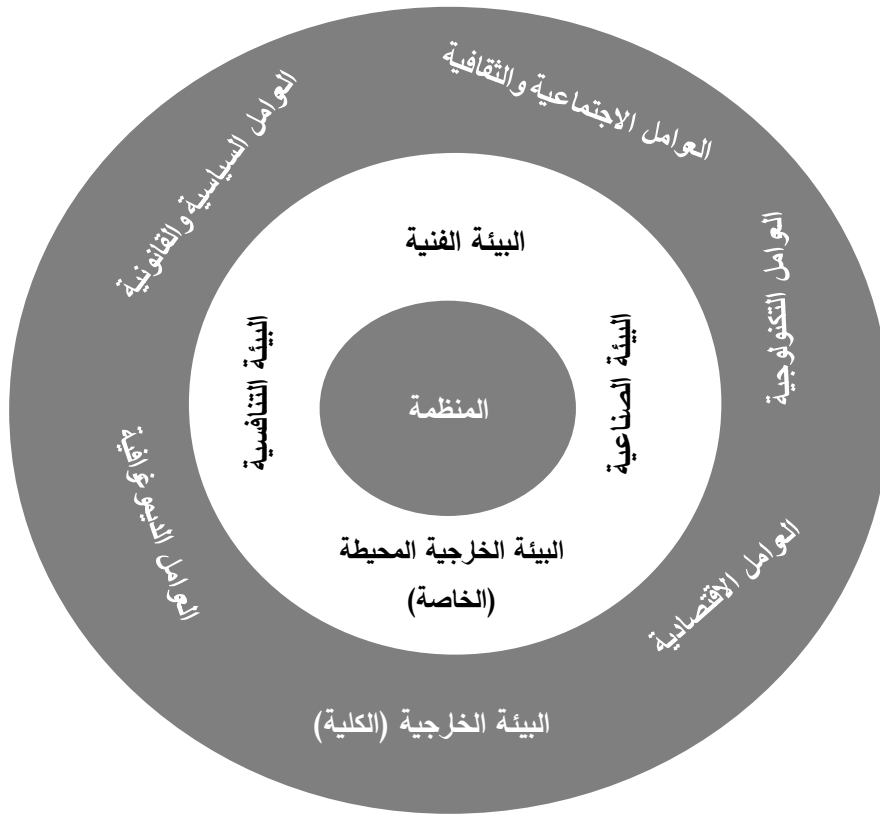 العوامل الاجتماعية والثقافية
العوامل السياسية والقانونية
العوامل التكنولوجية
البيئة الفنية
البيئة الصناعية
البيئة التنافسية
المنظمة
العوامل الديموغرافية
العوامل الاقتصادية
البيئة الخارجية المحيطة
(الخاصة)
البيئة الخارجية (الكلية)